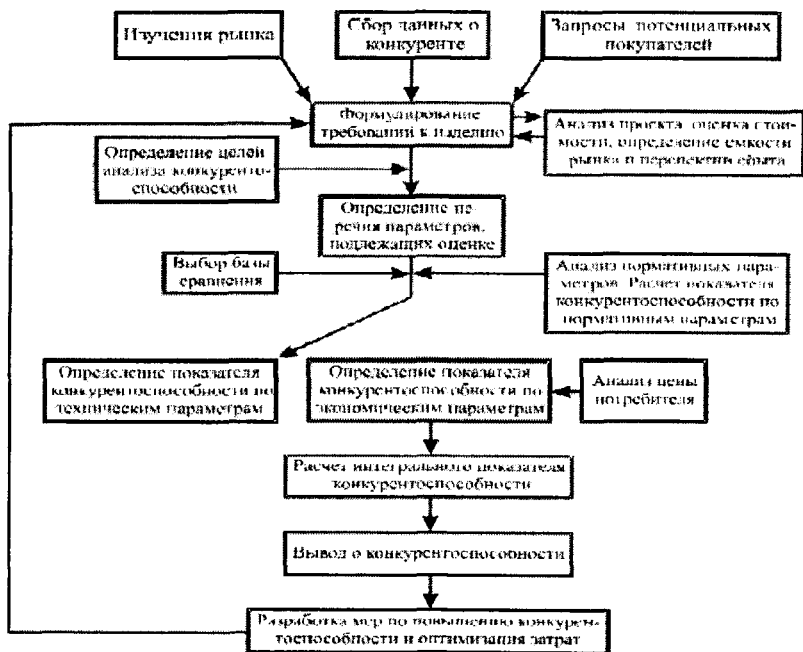 Изучения рынка
Сбор данных о
конкуренте
Запросы потенциальных
покупателей
Формулирование
требований к изделию
Анализ проекта оценка стои-
мости, определение емкости
рынка и перспектив сбыта
Определение целей
анализа конкуренто-
способности
Определение пе-
речня параметров,
подлежащих оценке
Выбор базы
сравнения
Анализ нормативных пара-
метров. Расчет показателя
конкурентоспособности по
нормативным параметрам
Определение показателя
конкурентоспособности по
техническим параметрам
Определение показателя
конкурентоспособности по
экономическим параметрам
Анализ цены
потребителя
Расчет интегрального показателя
конкурентоспособности
Вывод о конкурентоспособности
Разработка мер по повышению конкурен-
тоспособности и оптимизация затрат